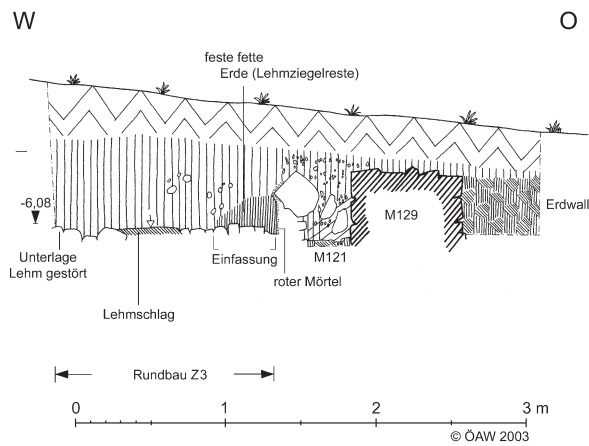 W
O
feste fette
Erde (Lehmziegelreste)
-6,08
M129
Erdwall
Unterlage
Lehm gestört
Einfassung
M121
roter Mörtel
Lehmschlag
Rundbau Z3
0
1
2
3 m
© ÖAW 2003